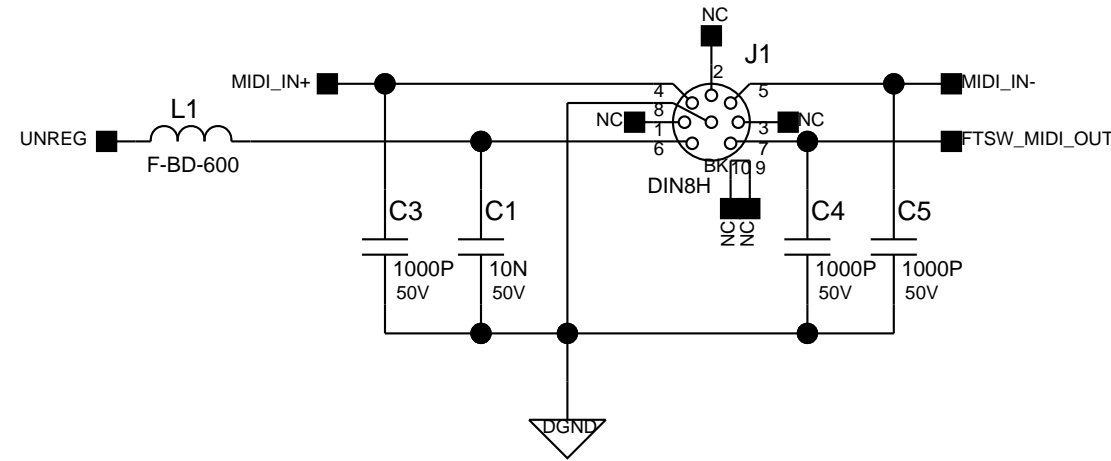 NC
J1
MIDI_IN+
4
2
5
MIDI_IN-
L1
8
UNREG
NC
1
3
NC
6
7
FTSW_MIDI_OUT
F-BD-600
BK
10
9
DIN8H
C3
C1
NC
NC
C4
C5
1000P
10N
1000P
1000P
50V
50V
50V
50V
DGND